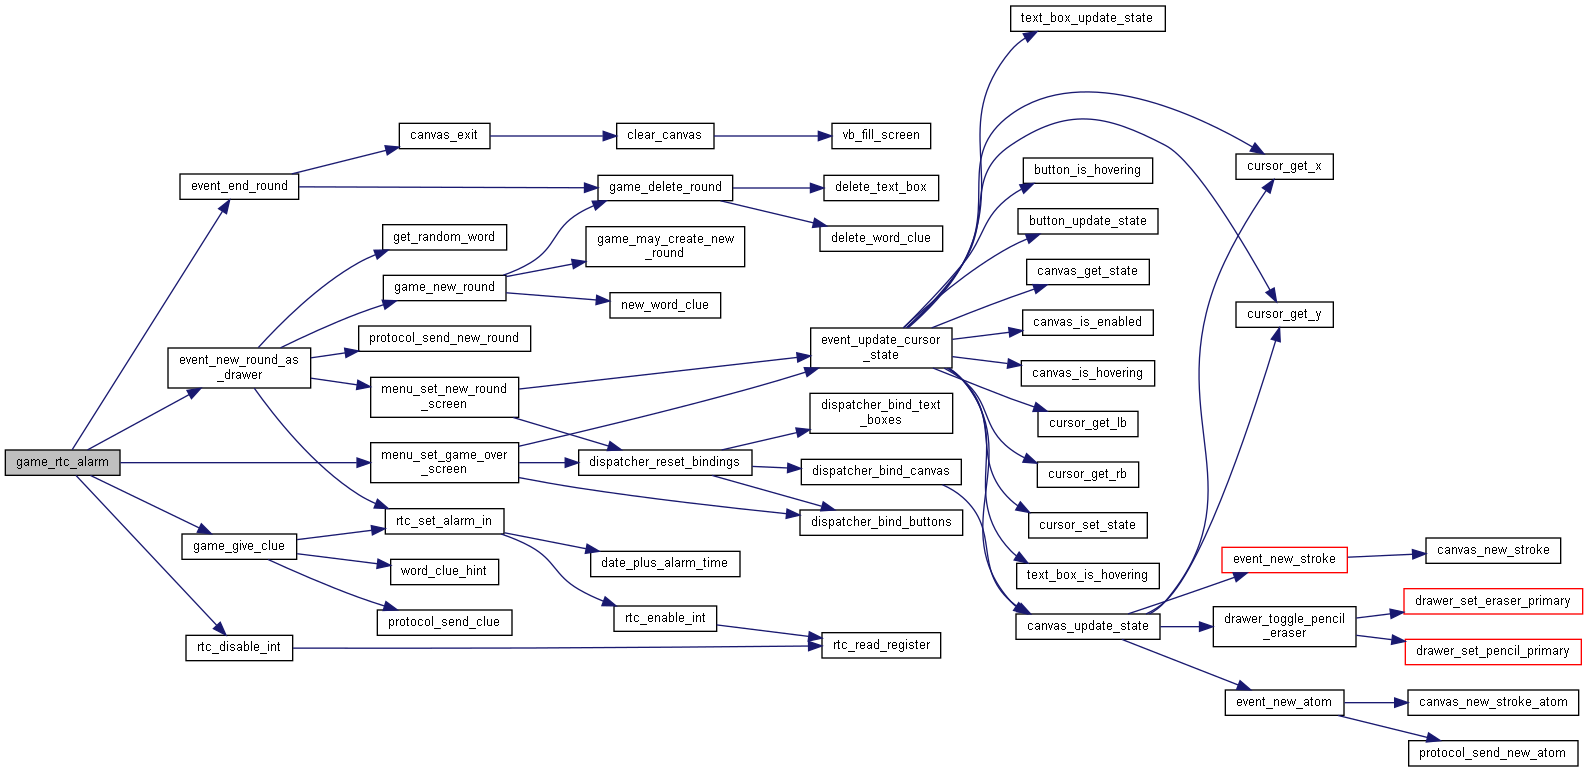 game_rtc_alarm
event_end_round
event_new_round_as
_drawer
menu_set_game_over
_screen
game_give_clue
rtc_disable_int
canvas_exit
get_random_word
game_new_round
protocol_send_new_round
menu_set_new_round
_screen
rtc_set_alarm_in
word_clue_hint
protocol_send_clue
clear_canvas
game_delete_round
game_may_create_new
_round
new_word_clue
dispatcher_reset_bindings
date_plus_alarm_time
rtc_enable_int
vb_fill_screen
delete_text_box
delete_word_clue
event_update_cursor
_state
dispatcher_bind_text
_boxes
dispatcher_bind_canvas
dispatcher_bind_buttons
rtc_read_register
text_box_update_state
button_is_hovering
button_update_state
canvas_get_state
canvas_is_enabled
canvas_is_hovering
cursor_get_lb
cursor_get_rb
cursor_set_state
text_box_is_hovering
canvas_update_state
cursor_get_x
cursor_get_y
event_new_stroke
drawer_toggle_pencil
_eraser
event_new_atom
canvas_new_stroke
drawer_set_eraser_primary
drawer_set_pencil_primary
canvas_new_stroke_atom
protocol_send_new_atom